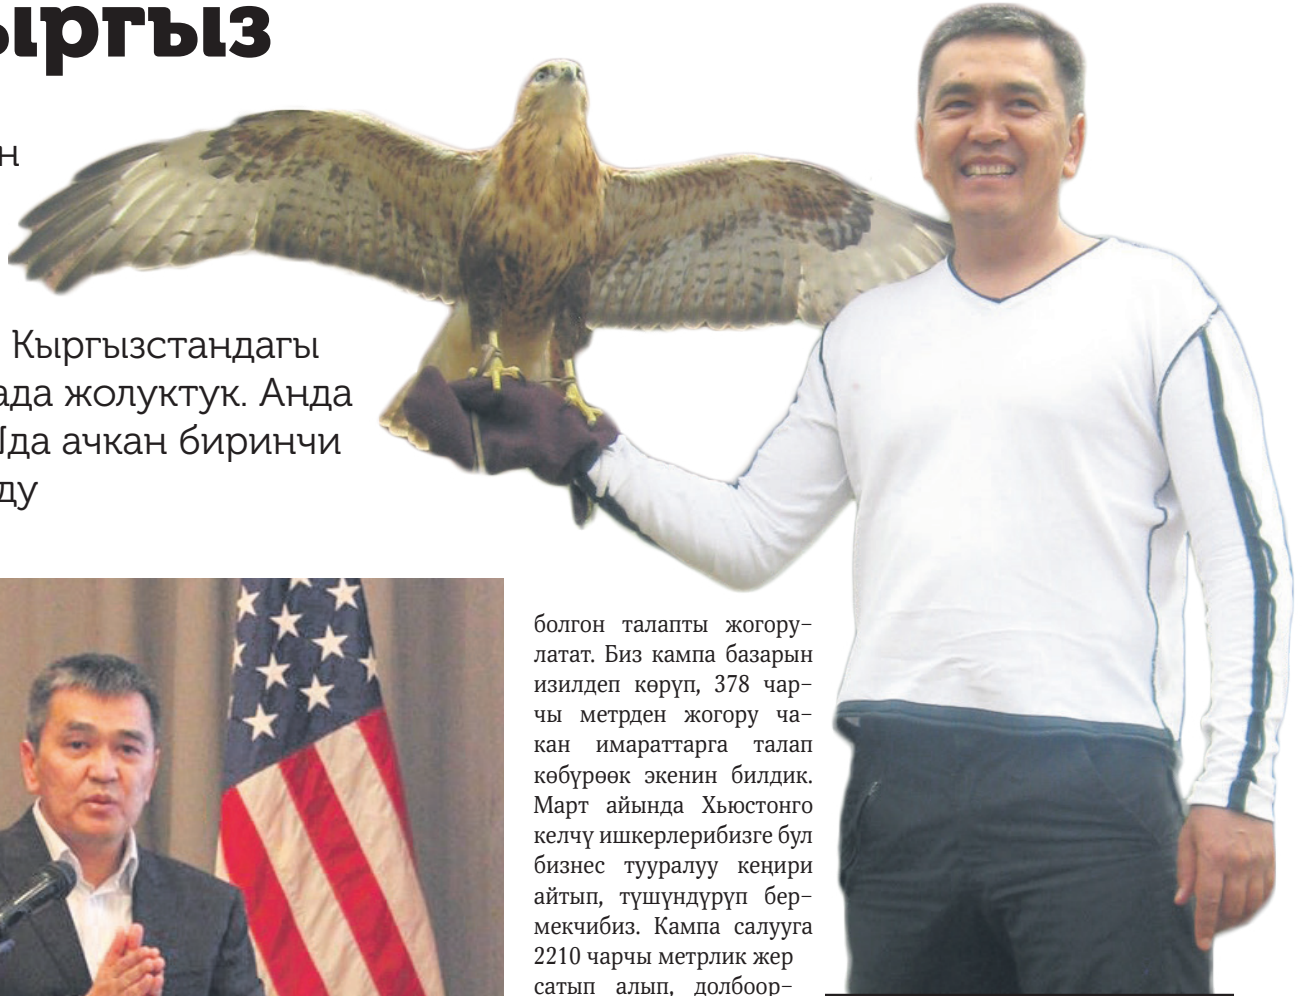 ыргыз
н
Кыргызстандагы
ада жолуктук. Анда
да ачкан биринчи
ду
болгон талапты жогору-
латат. Биз кампа базарын
изилдеп көрүп, 378 чар-
чы метрден жогору ча-
кан имараттарга талап
көбүрөөк экенин билдик.
Март айында Хьюстонго
келчү ишкерлерибизге бул
бизнес тууралуу кеңири
айтып, түшүндүрүп бер-
мекчибиз. Кампа салууга
2210 чарчы метрлик жер
сатып алып, долбоор-